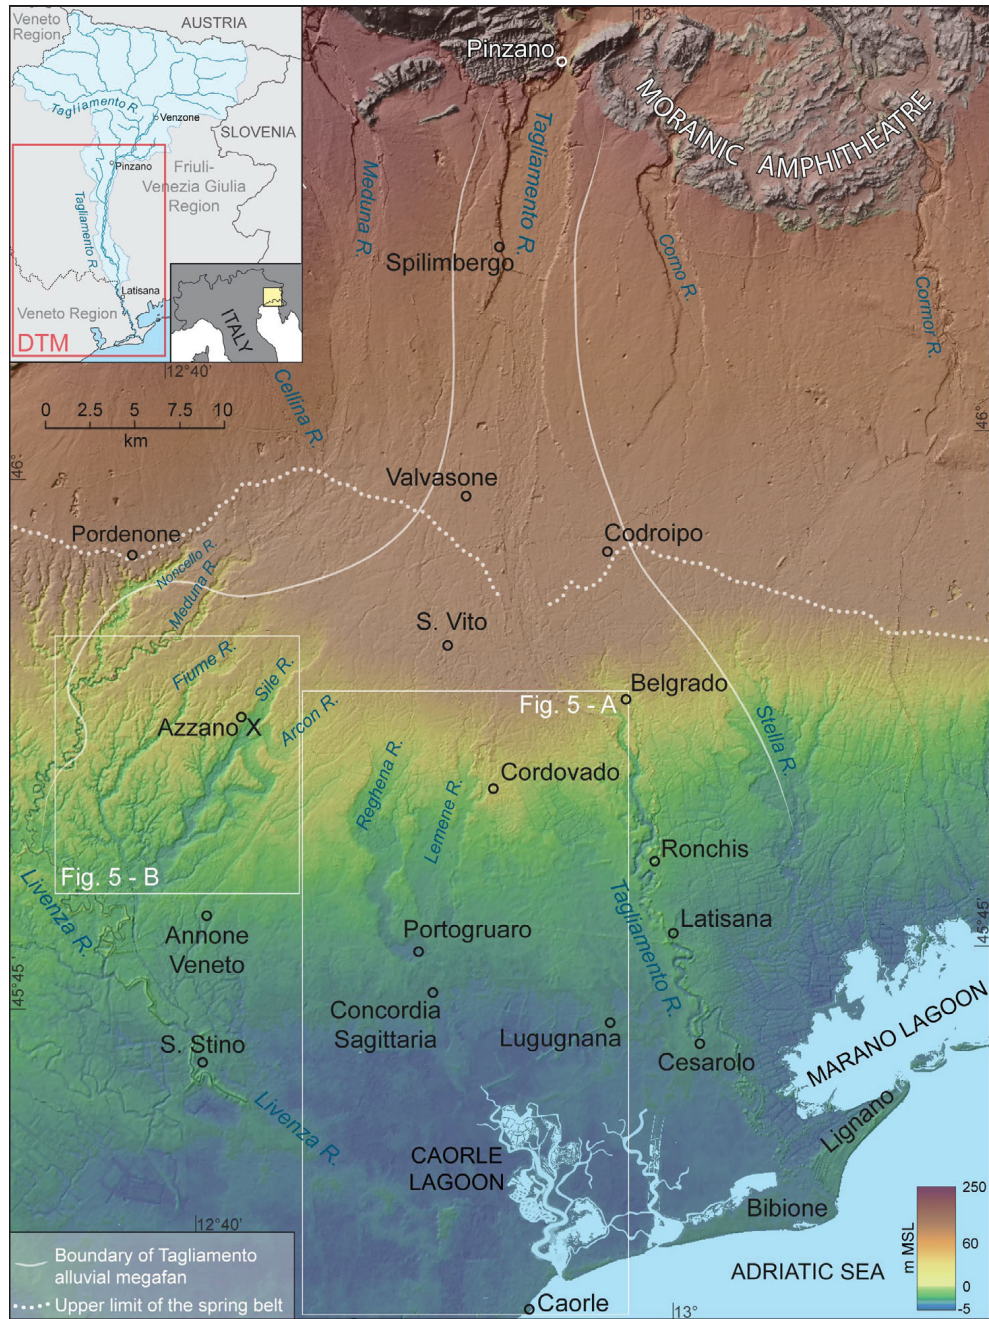 Veneto
Region
AUSTRIA
Tagliamento R.
Venzone
SLOVENIA
Pinzano
Friuli-
Venezia Giulia
Region
Tagliamento R.
Latisana
Veneto Region
DTM
ITALY
13°
Pinzano
MORAINIC AMPHITHEATRE
Meduna R.
Tagliamento R.
Spilimbergo
Corno R.
Cormor R.
12°40'
Cellina R.
0 2.5 5 7.5 10
km
46°
46°
Valvasone
Pordenone
Codroipo
Noncello R.
Meduna R.
S. Vito
Fiume R.
Sile R.
Belgrado
Fig. 5 - A
Arcon R.
Azzano X
Stella R.
Reghena R.
Cordovado
Lemene R.
Ronchis
Fig. 5 - B
Livenza R.
Tagliamento R.
Annone
Veneto
Portogruaro
Latisana
45°45'
45°45'
Concordia
Sagittaria
Lugugnana
Cesarolo
MARANO LAGOON
S. Stino
Livenza R.
Lignano
CAORLE
LAGOON
Bibione
12°40'
250
60
0
-5
m MSL
ADRIATIC SEA
Boundary of Tagliamento
alluvial megafan
Upper limit of the spring belt
Caorle
13°